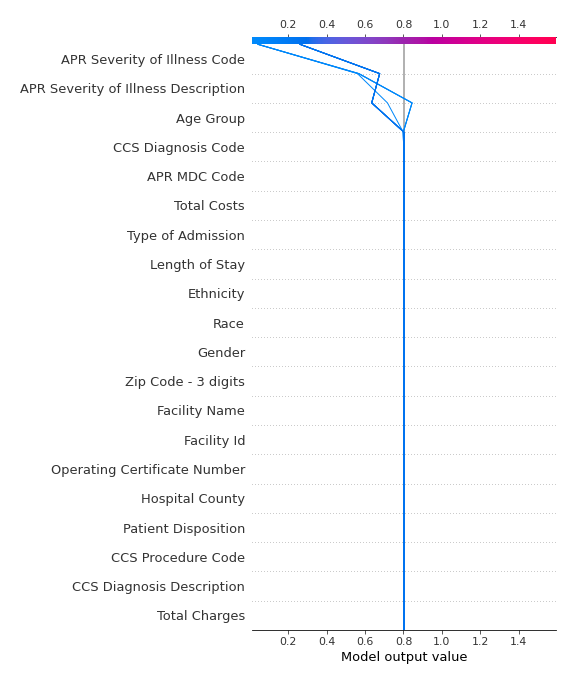 0.2 0.4 0.6 0.8 1.0 1.2 1.4
APR Severity of Illness Code
APR Severity of Illness Description
Age Group
CCS Diagnosis Code
APR MDC Code
Total Costs
Type of Admission
Length of Stay
Ethnicity
Race
Gender
Zip Code - 3 digits
Facility Name
Facility Id
Operating Certificate Number
Hospital County
Patient Disposition
CCS Procedure Code
CCS Diagnosis Description
Total Charges
0.2 0.4 0.6 0.8 1.0 1.2 1.4
Model output value